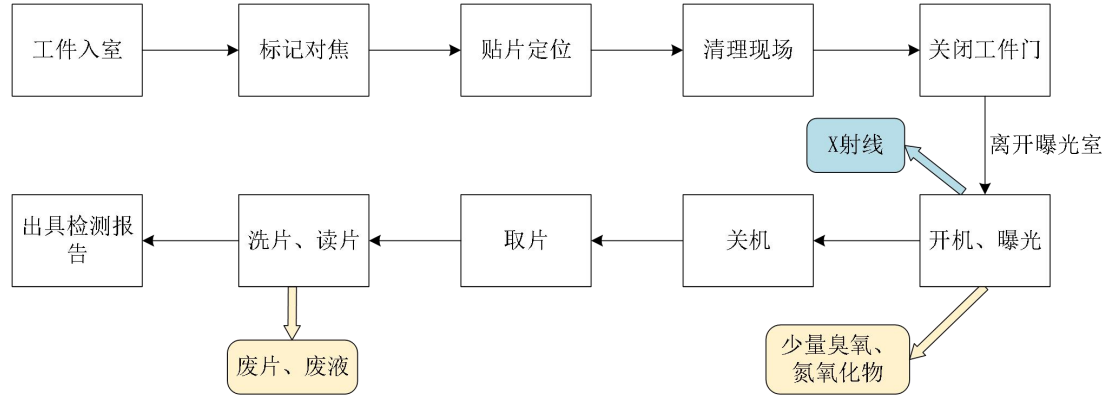 工件入室
标记对焦
贴片定位
清理现场
关闭工件门
X射线
离开曝光室
出具检测报
告
洗片、读片
取片
关机
开机、曝光
废片、废液
少量臭氧、
氮氧化物